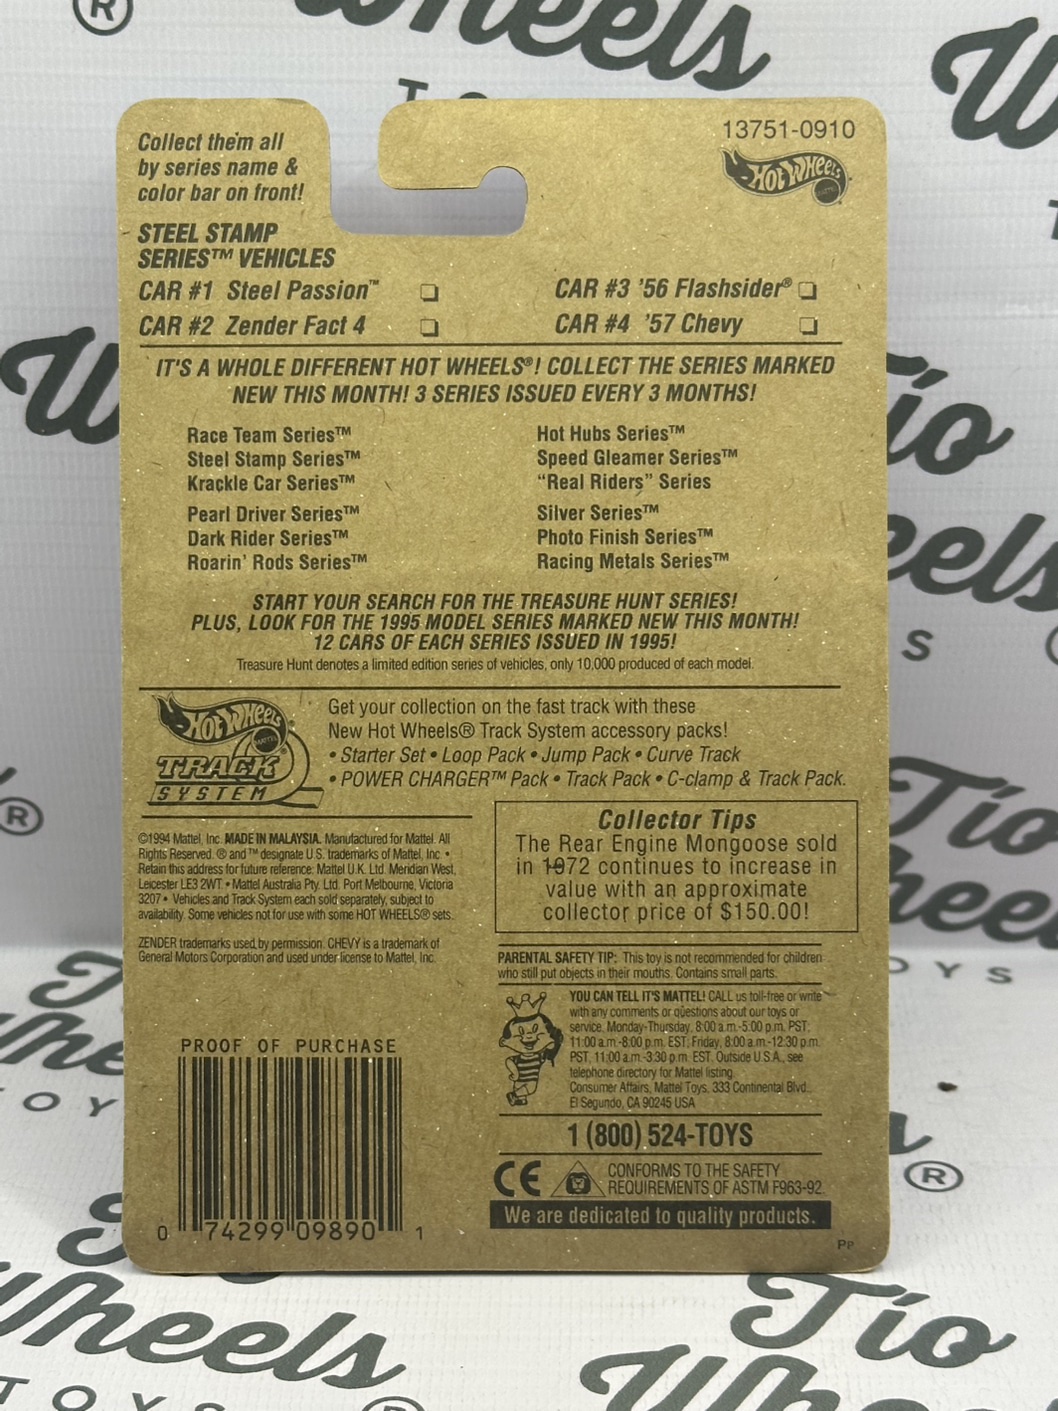 Collect them all
by series name &
color bar on front!
13751-0910
HOT WHEELS
MATTEL
STEEL STAMP
SERIES™ VEHICLES
CAR #1 Steel Passion™
CAR #2 Zender Fact 4
CAR #3 '56 Flashsider®
CAR #4 '57 Chevy
IT'S A WHOLE DIFFERENT HOT WHEELS®! COLLECT THE SERIES MARKED
NEW THIS MONTH! 3 SERIES ISSUED EVERY 3 MONTHS!
Race Team Series™
Steel Stamp Series™
Krackle Car Series™
Pearl Driver Series™
Dark Rider Series™
Roarin' Rods Series™
Hot Hubs Series™
Speed Gleamer Series™
“Real Riders” Series
Silver Series™
Photo Finish Series™
Racing Metals Series™
START YOUR SEARCH FOR THE TREASURE HUNT SERIES!
PLUS, LOOK FOR THE 1995 MODEL SERIES MARKED NEW THIS MONTH!
12 CARS OF EACH SERIES ISSUED IN 1995!
Treasure Hunt denotes a limited edition series of vehicles, only 10,000 produced of each model.
HOT WHEELS
MATTEL
TRACK
SYSTEM
Get your collection on the fast track with these
New Hot Wheels® Track System accessory packs!
• Starter Set • Loop Pack • Jump Pack • Curve Track
• POWER CHARGER™ Pack • Track Pack • C-clamp & Track Pack.
©1994 Mattel, Inc. MADE IN MALAYSIA. Manufactured for Mattel. All
Rights Reserved. ® and ™ designate U.S. trademarks of Mattel, Inc. •
Retain this address for future reference: Mattel U.K. Ltd. Meridian West,
Leicester LE3 2WT. • Mattel Australia Pty. Ltd. Port Melbourne, Victoria
3207 • Vehicles and Track System each sold separately, subject to
availability. Some vehicles not for use with some HOT WHEELS® sets.
ZENDER trademarks used by permission. CHEVY is a trademark of
General Motors Corporation and used under license to Mattel, Inc.
Collector Tips
The Rear Engine Mongoose sold
in 1972 continues to increase in
value with an approximate
collector price of $150.00!
PARENTAL SAFETY TIP: This toy is not recommended for children
who still put objects in their mouths. Contains small parts.
YOU CAN TELL IT'S MATTEL! CALL us toll-free or write
with any comments or questions about our toys or
service. Monday-Thursday, 8:00 a.m.-5:00 p.m. PST;
11:00 a.m.-8:00 p.m. EST; Friday, 8:00 a.m.-12:30 p.m.
PST, 11:00 a.m.-3:30 p.m. EST. Outside U.S.A., see
telephone directory for Mattel listing.
Consumer Affairs, Mattel Toys, 333 Continental Blvd.,
El Segundo, CA 90245 USA
1 (800) 524-TOYS
CE
CONFORMS TO THE SAFETY
REQUIREMENTS OF ASTM F963-92.
We are dedicated to quality products.
PP
PROOF OF PURCHASE
0 74299 09890 1
Tio
Wheels
TOYS
®